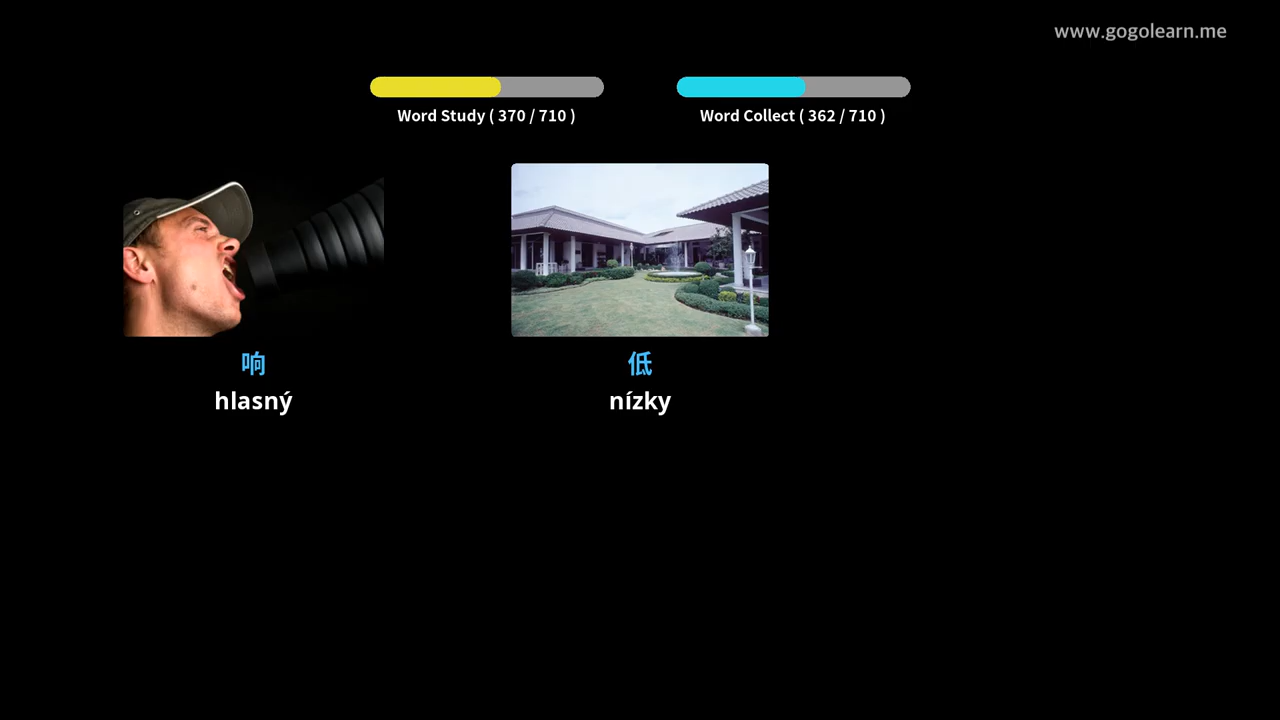 www.gogolearn.me
Word Study ( 370 / 710 )
Word Collect ( 362 / 710 )
响
hlasný
低
nízky